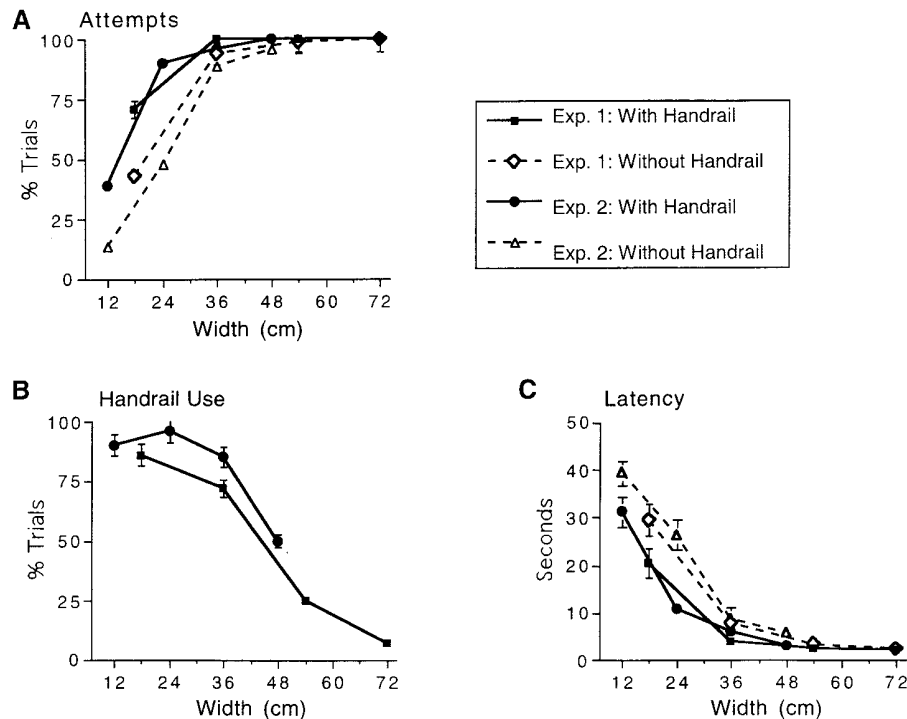 A Attempts
100
75
50
25
0
% Trials
12 24 36 48 60 72
Width (cm)
Exp. 1: With Handrail
Exp. 1: Without Handrail
Exp. 2: With Handrail
Exp. 2: Without Handrail
B Handrail Use
100
75
50
25
0
% Trials
12 24 36 48 60 72
Width (cm)
C Latency
50
40
30
20
10
0
Seconds
12 24 36 48 60 72
Width (cm)